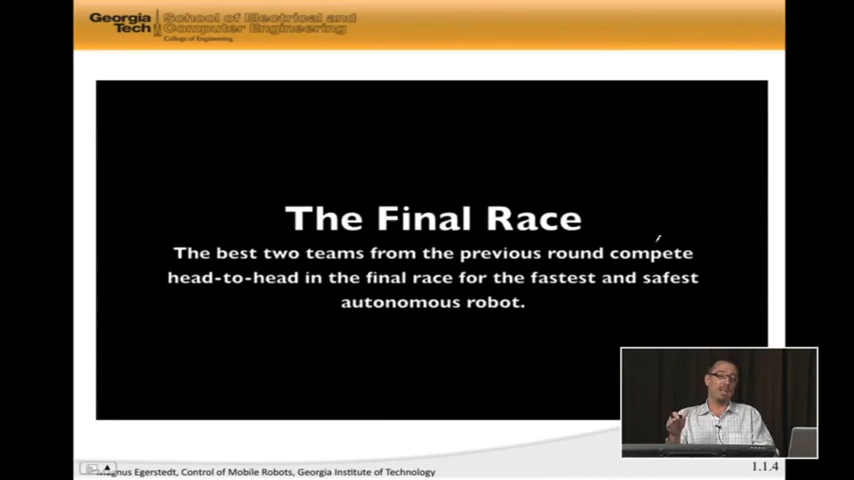 Georgia Tech
School of Electrical and Computer Engineering
College of Engineering
The Final Race
The best two teams from the previous round compete
head-to-head in the final race for the fastest and safest
autonomous robot.
Magnus Egerstedt, Control of Mobile Robots, Georgia Institute of Technology
1.1.4